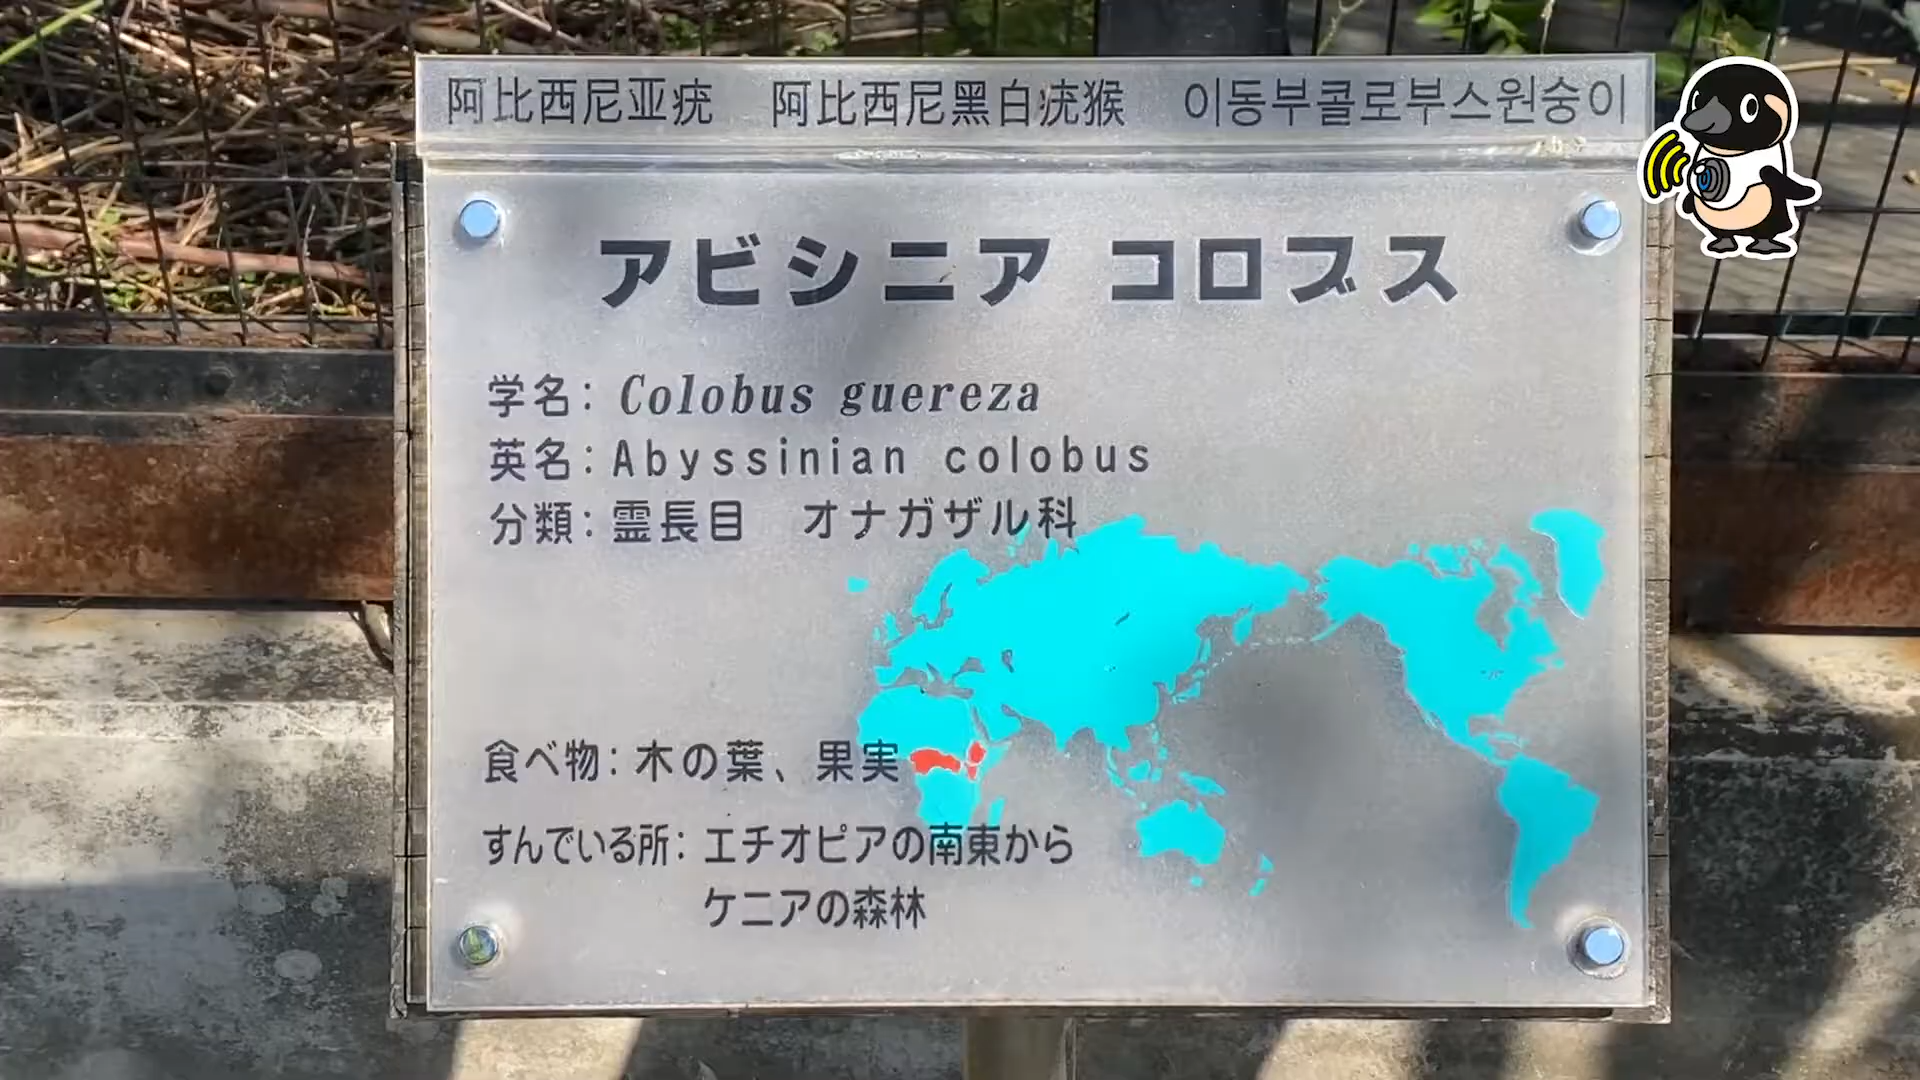 阿比西尼亚疣 阿比西尼黑白疣猴 이동부콜로부스원숭이
アビシニア コロブス
学名: Colobus guereza
英名: Abyssinian colobus
分類: 霊長目 オナガザル科
食べ物: 木の葉、果実
すんでいる所: エチオピアの南東から
ケニアの森林